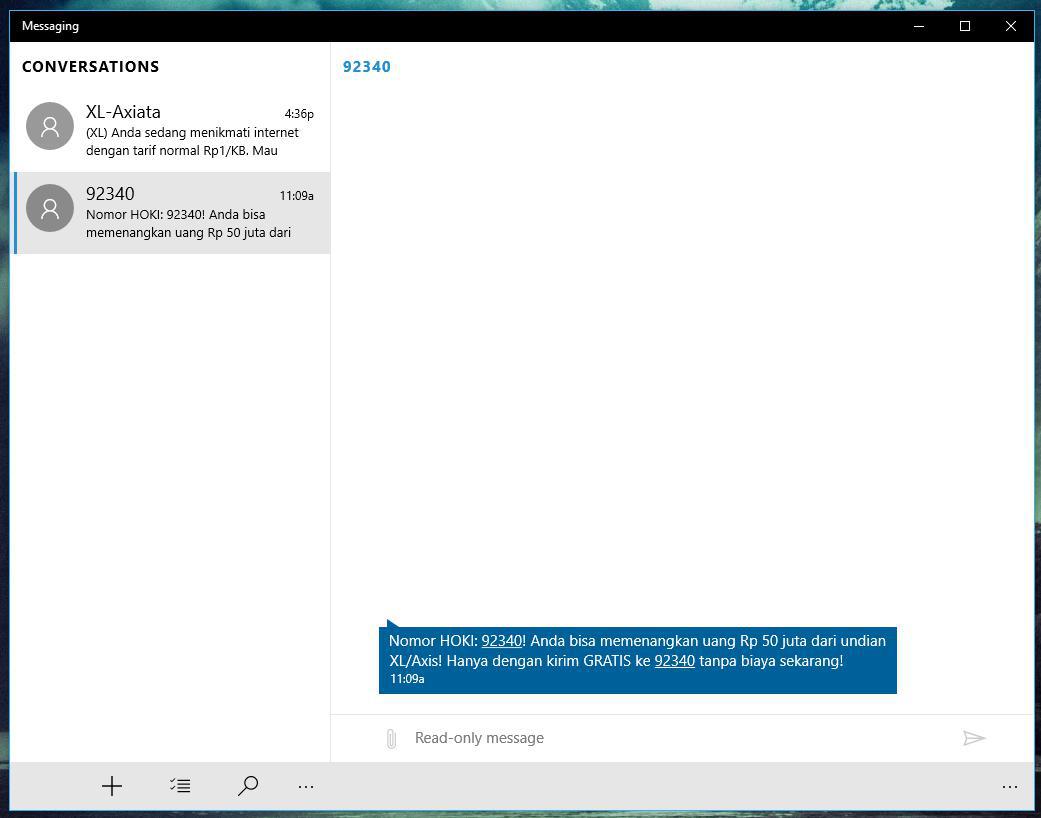 Messaging
CONVERSATIONS
XL-Axiata
4:36p
(XL) Anda sedang menikmati internet
dengan tarif normal Rp1/KB. Mau
92340
11:09a
Nomor HOKI: 92340! Anda bisa
memenangkan uang Rp 50 juta dari
92340
Nomor HOKI: 92340! Anda bisa memenangkan uang Rp 50 juta dari undian
XL/Axis! Hanya dengan kirim GRATIS ke 92340 tanpa biaya sekarang!
11:09a
Read-only message